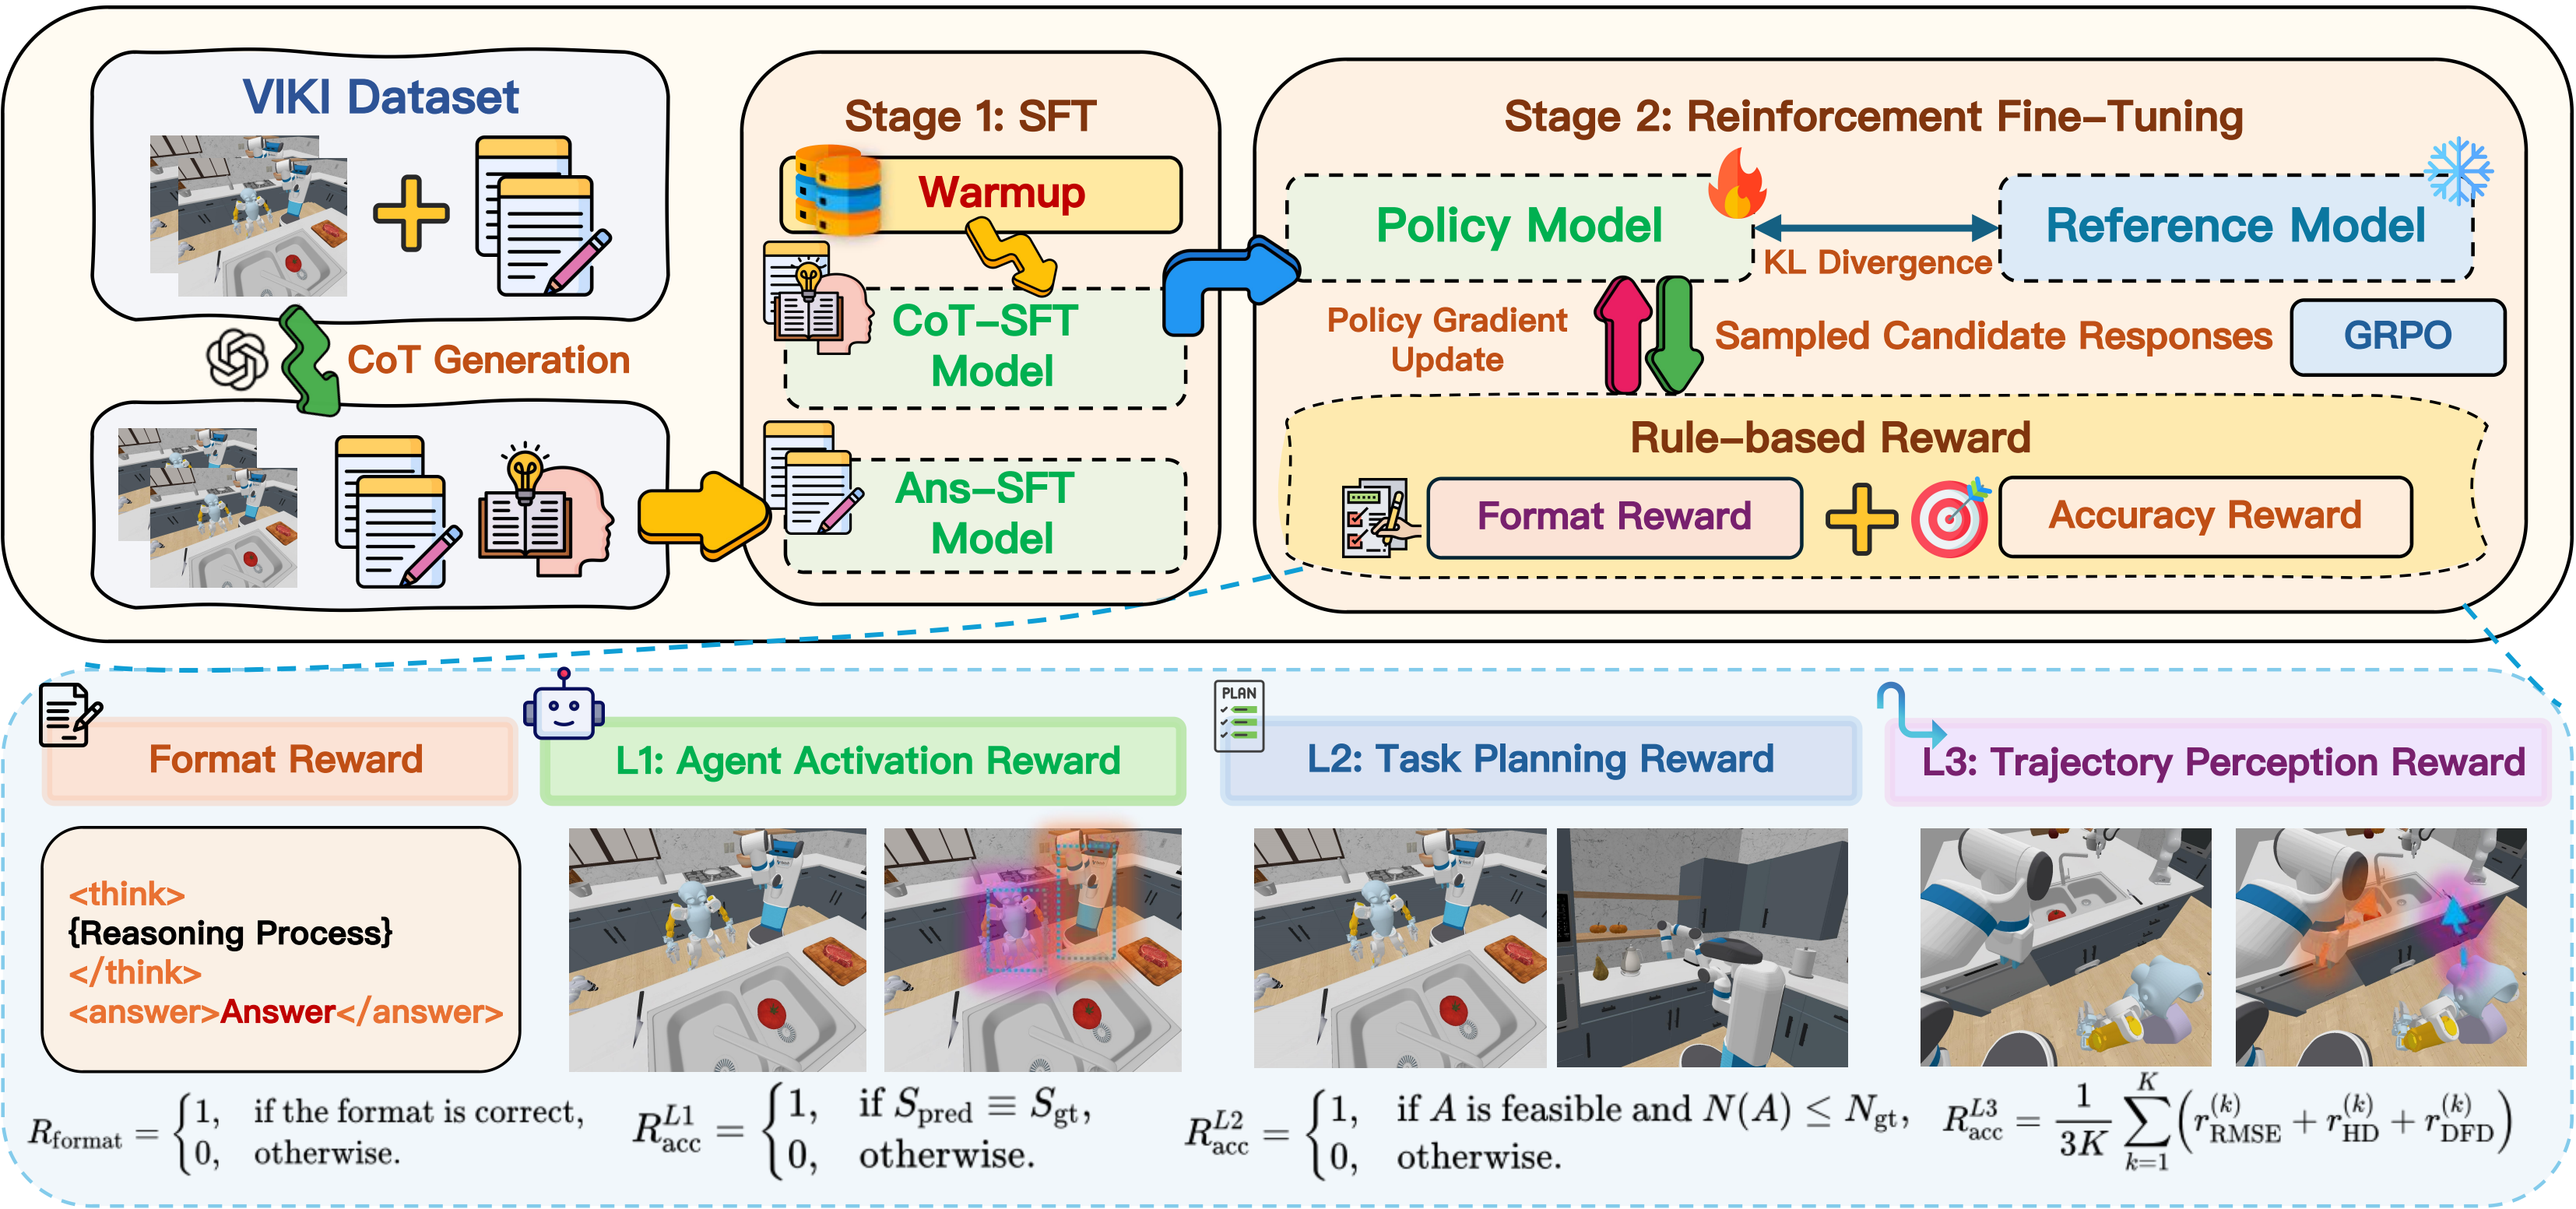 VIKI Dataset
CoT Generation
Stage 1: SFT
Warmup
CoT–SFT
Model
Ans–SFT
Model
Stage 2: Reinforcement Fine–Tuning
Policy Model
Reference Model
KL Divergence
Policy Gradient
Update
Sampled Candidate Responses
GRPO
Rule–based Reward
Format Reward
Accuracy Reward
Format Reward
L1: Agent Activation Reward
PLAN
L2: Task Planning Reward
L3: Trajectory Perception Reward
<think>
{Reasoning Process}
</think>
<answer>Answer</answer>
R_format = { 1, if the format is correct,
0, otherwise.
R_acc^L1 = { 1, if S_pred ≡ S_gt,
0, otherwise.
R_acc^L2 = { 1, if A is feasible and N(A) ≤ N_gt,
0, otherwise.
R_acc^L3 = 1/(3K) ∑_{k=1}^{K} (r_RMSE^(k) + r_HD^(k) + r_DFD^(k))